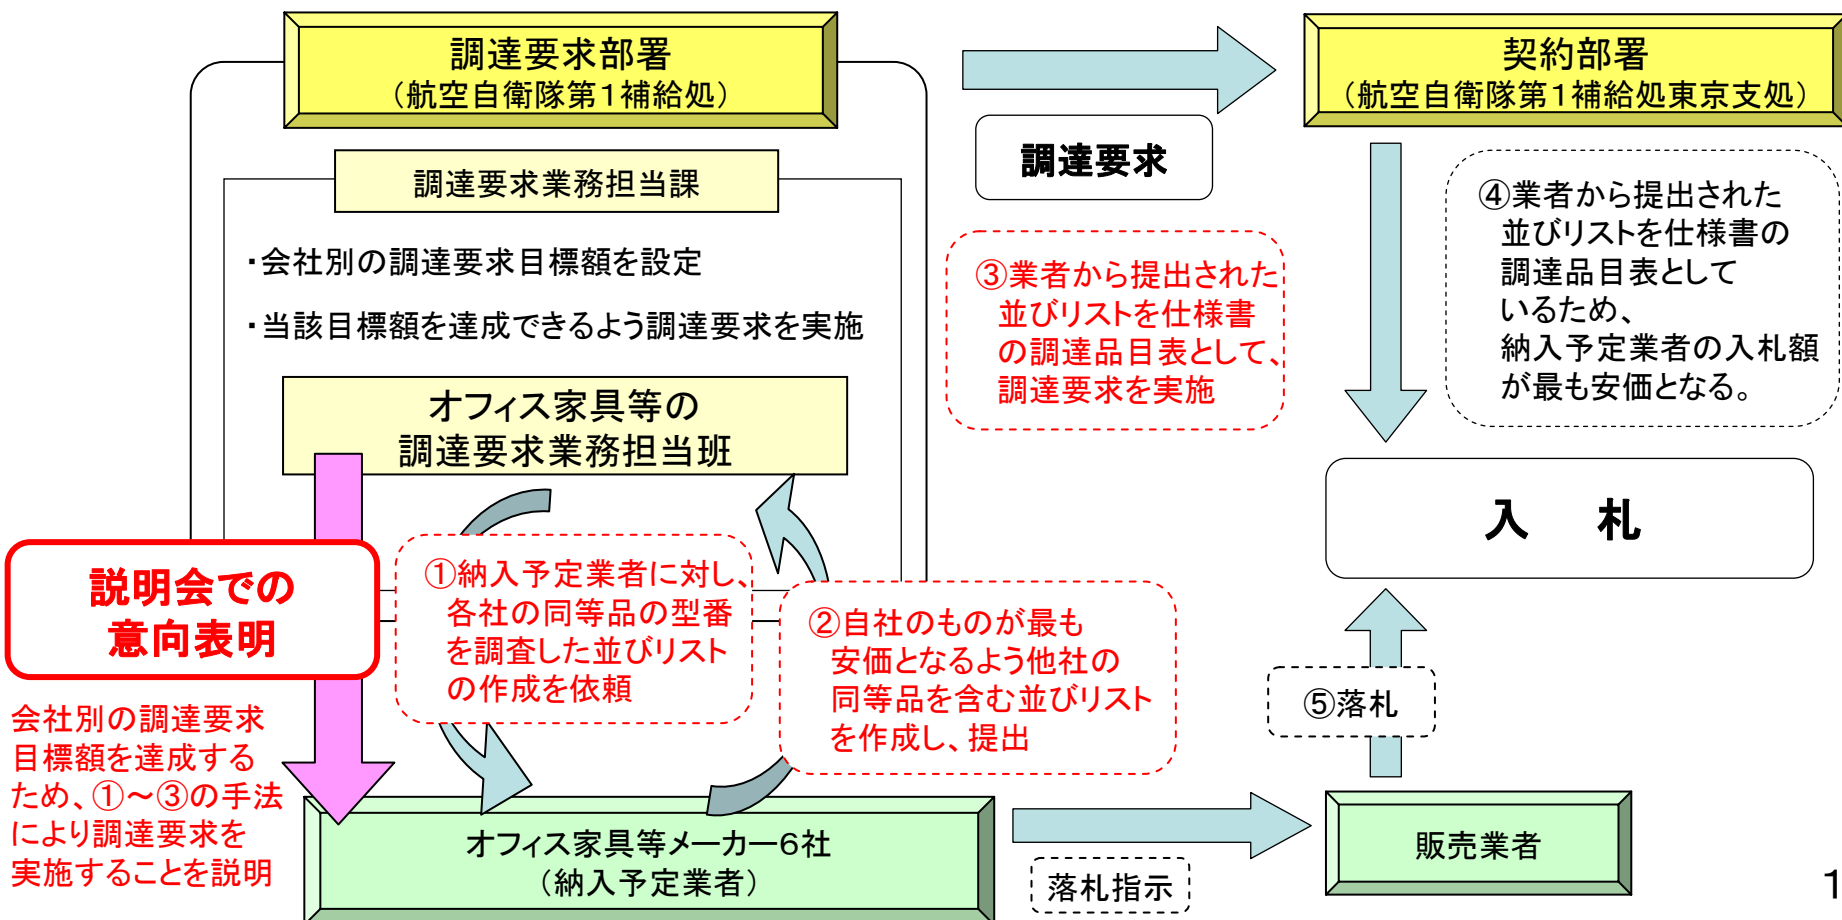 調達要求部署
（航空自衛隊第１補給処）
調達要求業務担当課
・会社別の調達要求目標額を設定
・当該目標額を達成できるよう調達要求を実施
オフィス家具等の
調達要求業務担当班
調達要求
契約部署
（航空自衛隊第１補給処東京支処）
③業者から提出された
並びリストを仕様書
の調達品目表として、
調達要求を実施
④業者から提出された
並びリストを仕様書の
調達品目表として
いるため、
納入予定業者の入札額
が最も安価となる。
入　札
説明会での
意向表明
会社別の調達要求
目標額を達成する
ため、①～③の手法
により調達要求を
実施することを説明
①納入予定業者に対し、
各社の同等品の型番
を調査した並びリスト
の作成を依頼
②自社のものが最も
安価となるよう他社の
同等品を含む並びリスト
を作成し、提出
⑤落札
オフィス家具等メーカー６社
（納入予定業者）
落札指示
販売業者
1